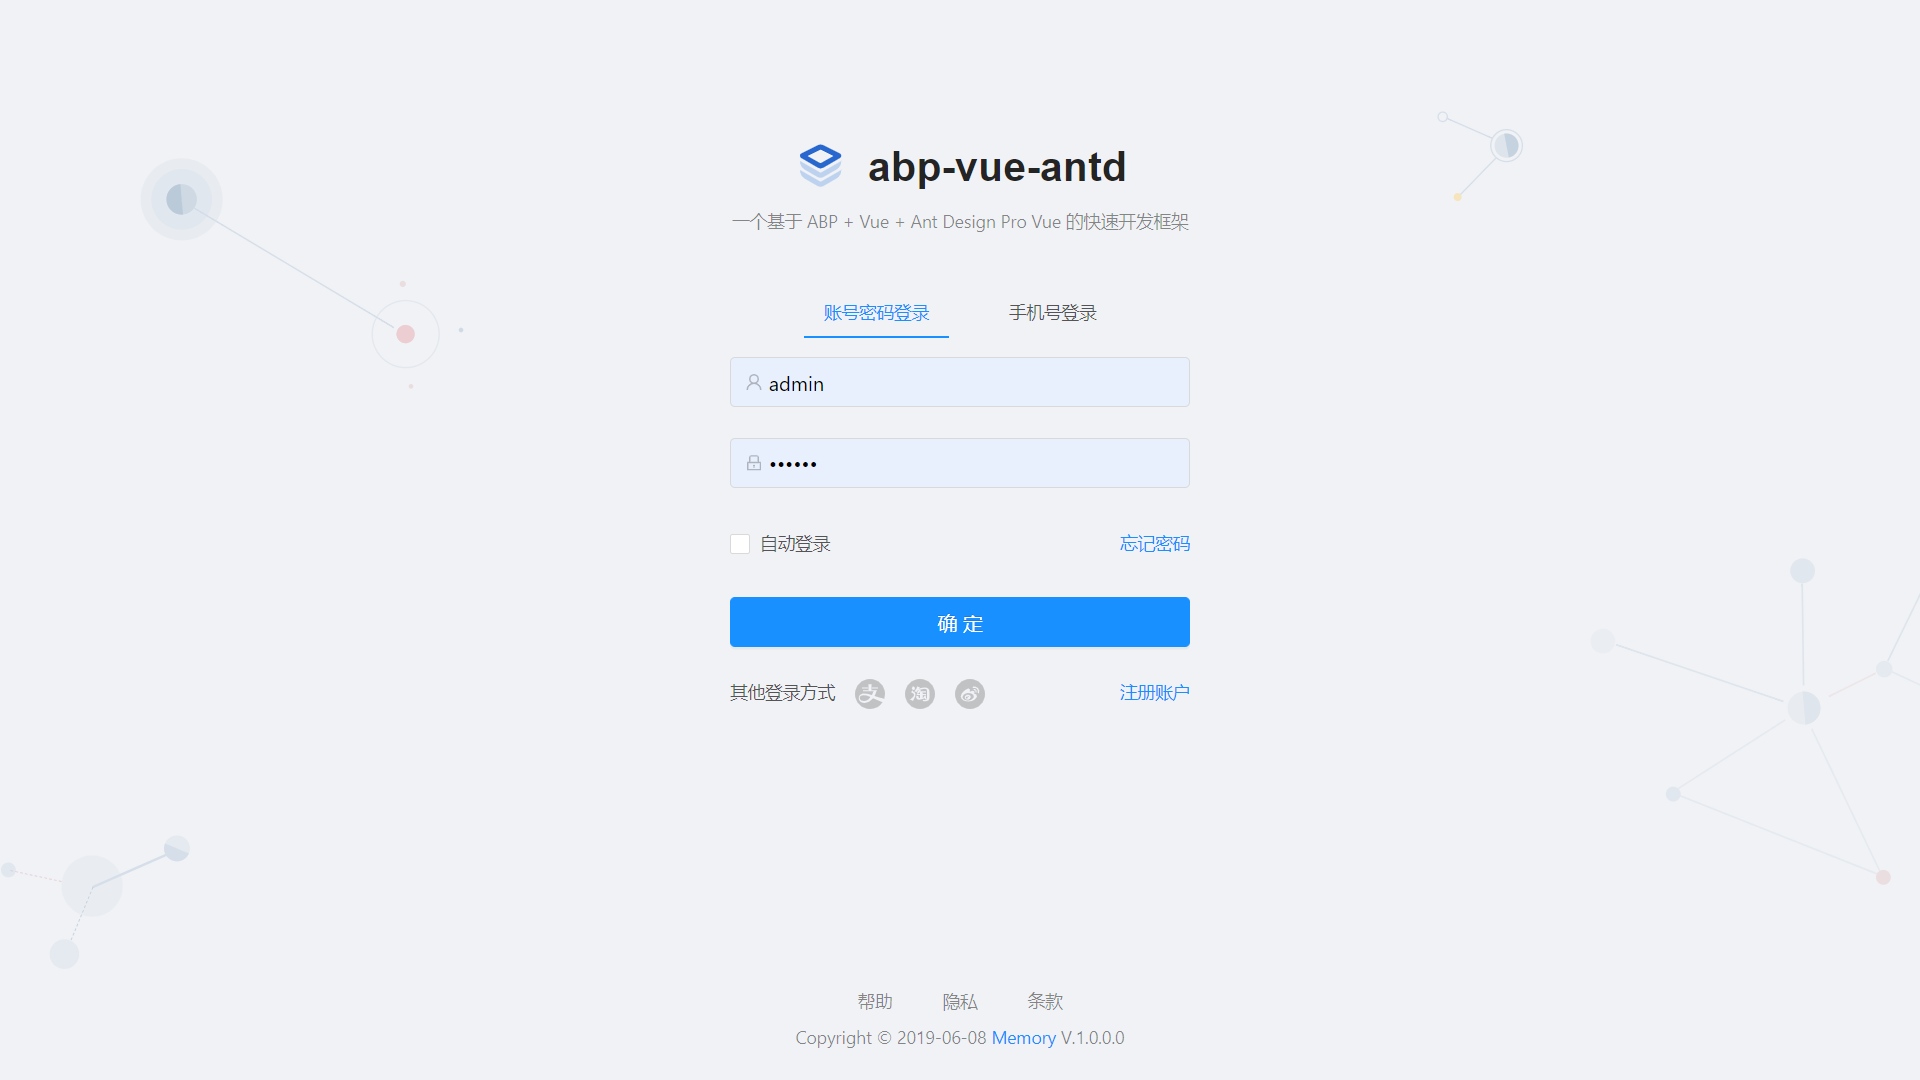 abp-vue-antd
一个基于 ABP + Vue + Ant Design Pro Vue 的快速开发框架
账号密码登录 手机号登录
admin
••••••
自动登录 忘记密码
确 定
其他登录方式 支 淘 注册账户
帮助 隐私 条款
Copyright © 2019-06-08 Memory V.1.0.0.0